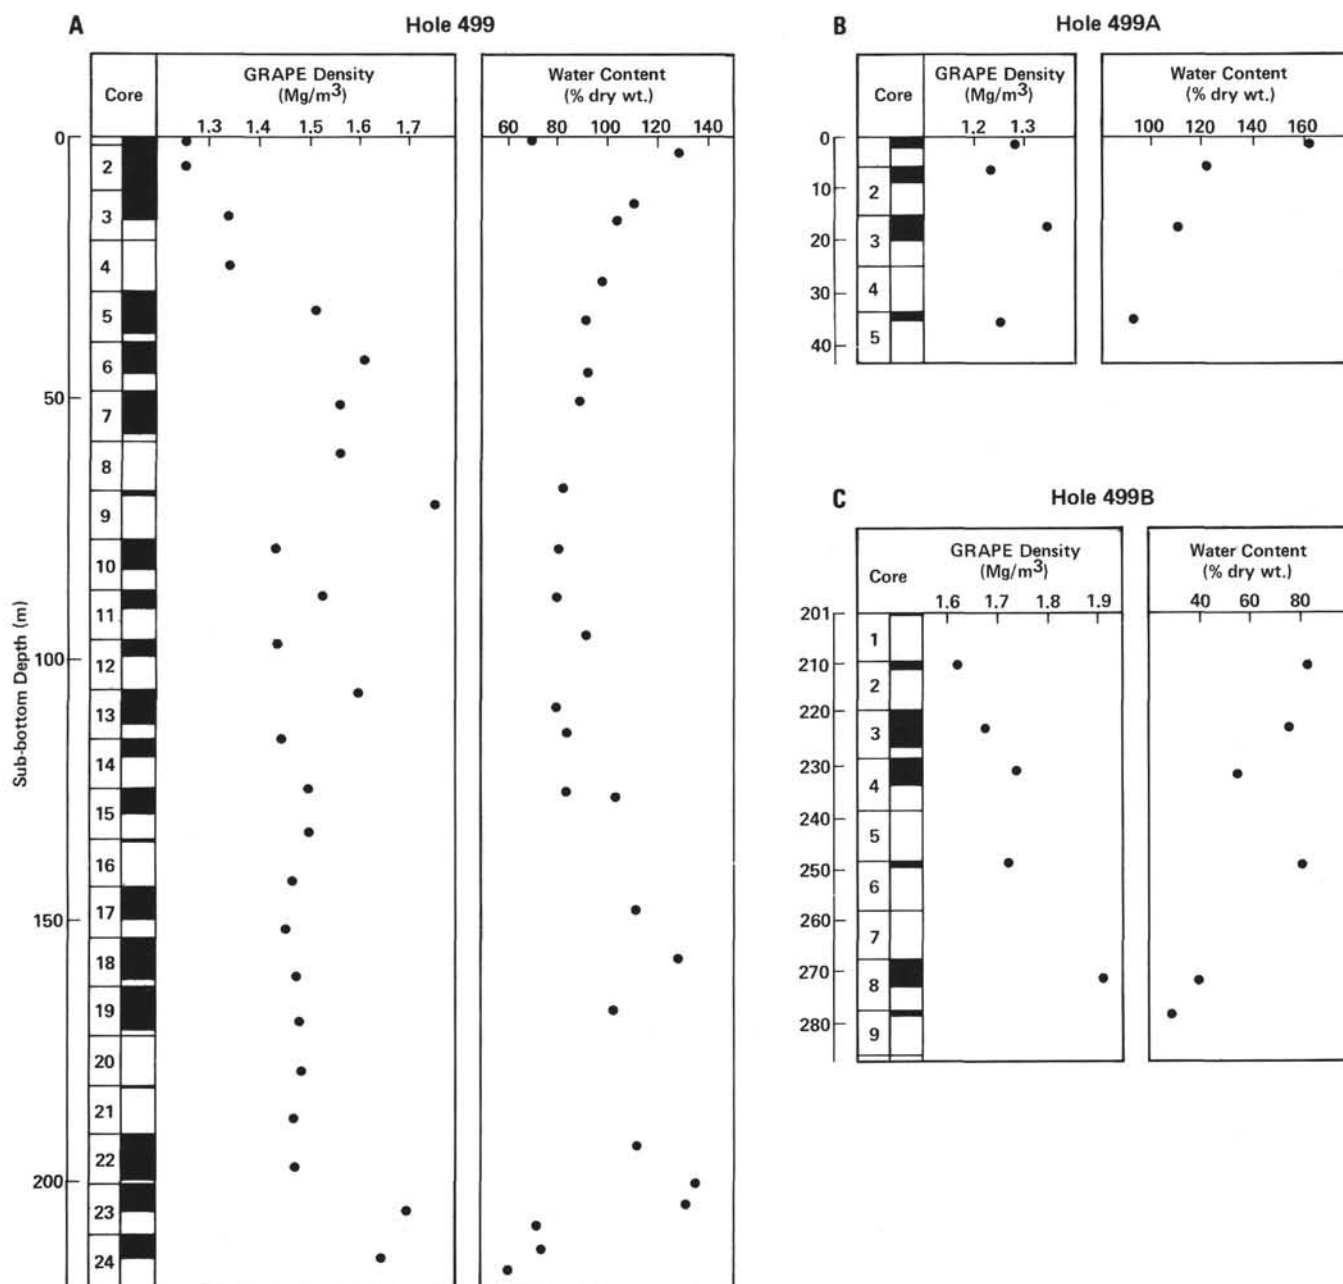 A
Hole 499
Core
GRAPE Density
(Mg/m3)
1.3 1.4 1.5 1.6 1.7
Water Content
(% dry wt.)
60 80 100 120 140
Sub-bottom Depth (m)
0
50
100
150
200
2
3
4
5
6
7
8
9
10
11
12
13
14
15
16
17
18
19
20
21
22
23
24
B
Hole 499A
Core
GRAPE Density
(Mg/m3)
1.2 1.3
Water Content
(% dry wt.)
100 120 140 160
0
10
20
30
40
2
3
4
5
C
Hole 499B
Core
GRAPE Density
(Mg/m3)
1.6 1.7 1.8 1.9
Water Content
(% dry wt.)
40 60 80
201
210
220
230
240
250
260
270
280
1
2
3
4
5
6
7
8
9